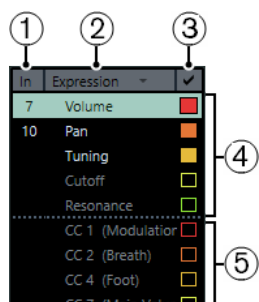 1 2 3
In Expression ✓
7 Volume
10 Pan
Tuning
4
Cutoff
Resonance
CC 1 (Modulation
CC 2 (Breath)
5
CC 4 (Foot)